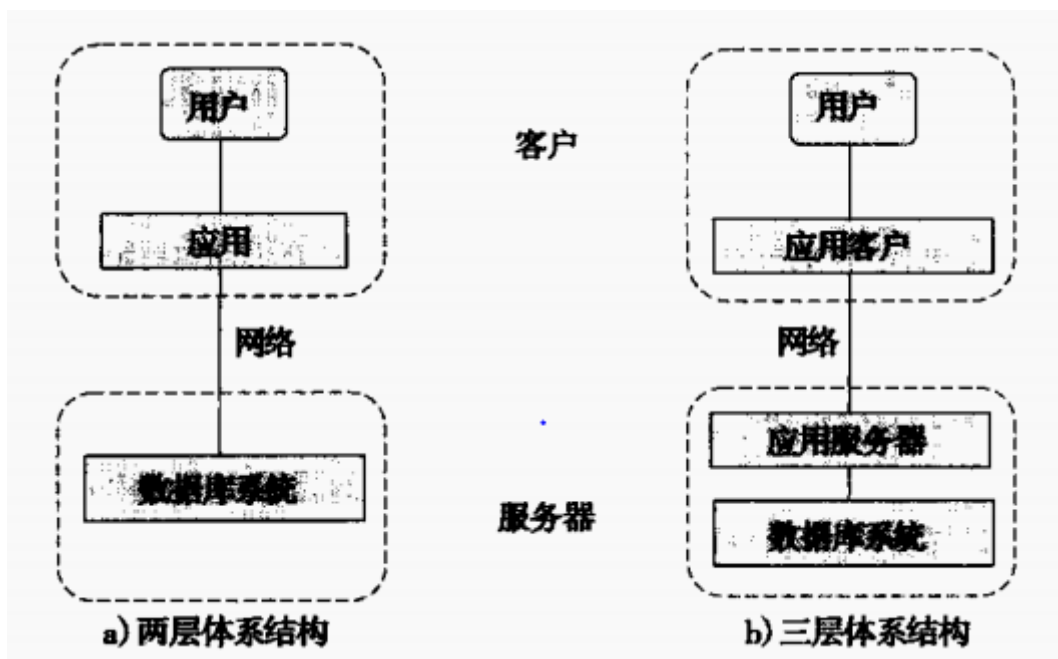 用户
应用
网络
数据库系统
a)两层体系结构
客户
服务器
用户
应用客户
网络
应用服务器
数据库系统
b)三层体系结构